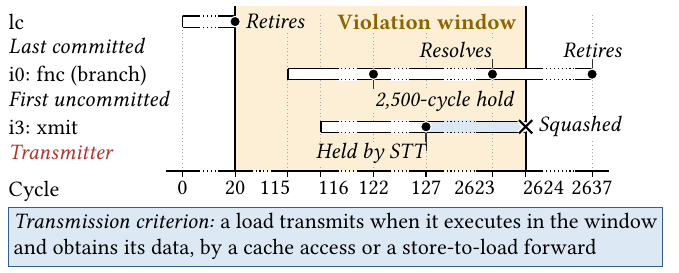 lc
Retires
Violation window
Last committed
Resolves
Retires
i0: fnc (branch)
First uncommitted
2,500-cycle hold
i3: xmit
Squashed
Transmitter
Held by STT
Cycle
0 20 115 116 122 127 2623 2624 2637
Transmission criterion: a load transmits when it executes in the window
and obtains its data, by a cache access or a store-to-load forward